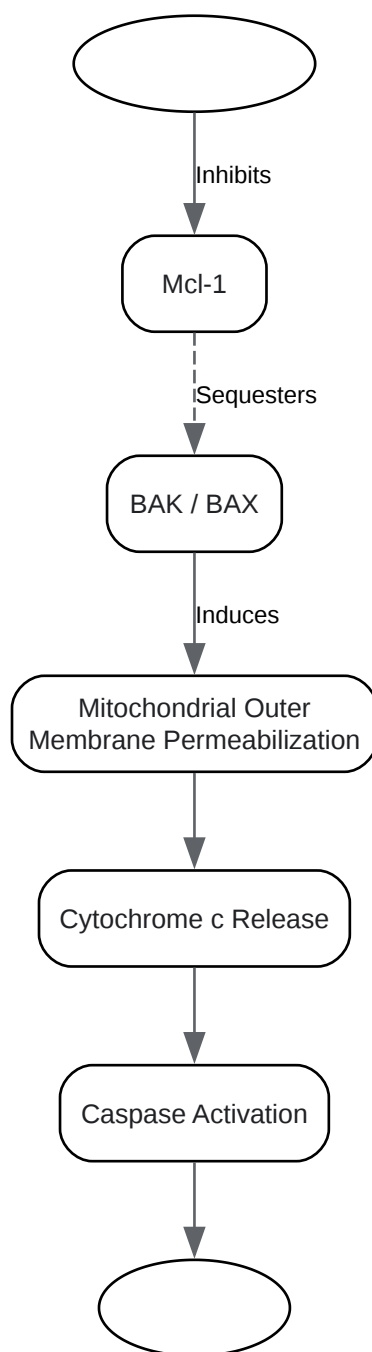 Inhibits
Mcl-1
Sequesters
BAK / BAX
Induces
Mitochondrial Outer
Membrane Permeabilization
Cytochrome c Release
Caspase Activation